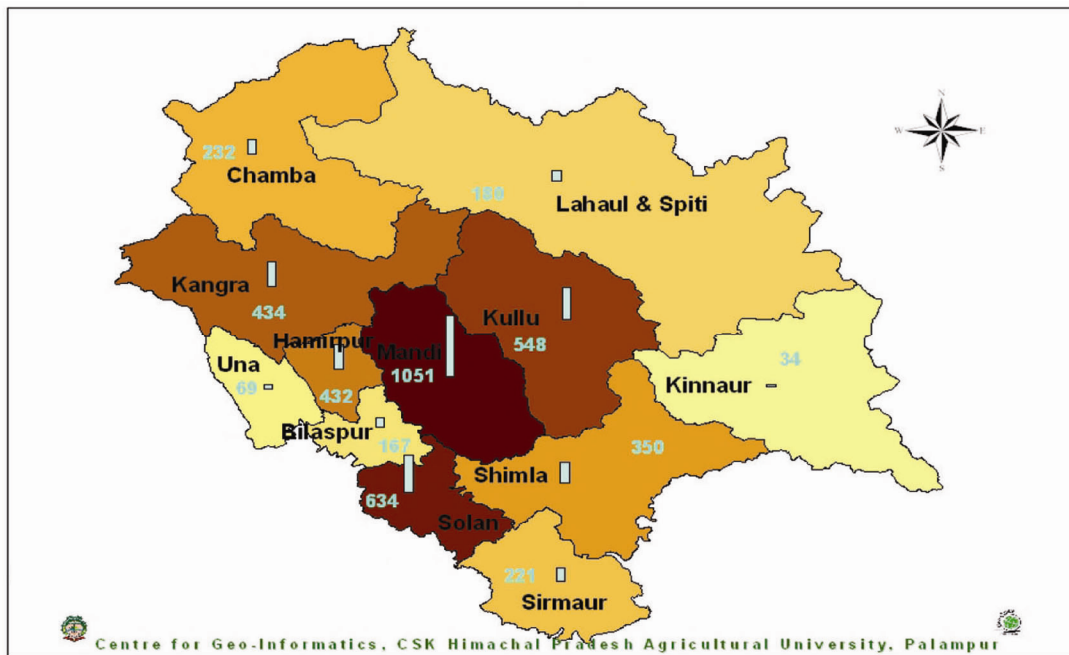 N
W E
S
232
Chamba
186
Lahaul & Spiti
Kangra
434
Kullu
548
Hamirpur
Mandi
1051
Una
69
432
34
Kinnaur
Bilaspur
167
350
Shimla
634
Solan
221
Sirmaur
Centre for Geo-Informatics, CSK Himachal Pradesh Agricultural University, Palampur